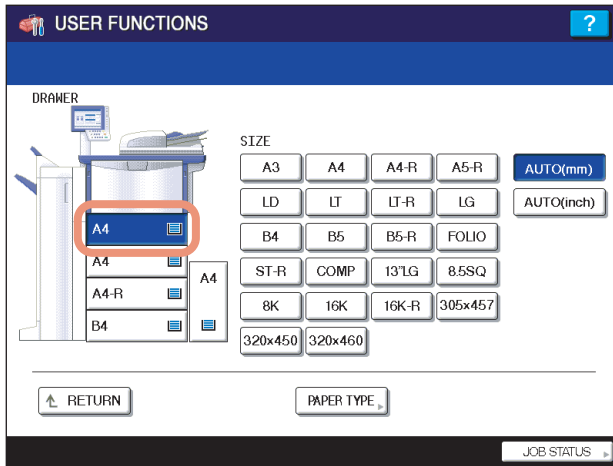 USER FUNCTIONS
?
DRAWER
SIZE
A3 A4 A4-R A5-R AUTO(mm)
LD LT LT-R LG AUTO(inch)
B4 B5 B5-R FOLIO
ST-R COMP 13"LG 8.5SQ
8K 16K 16K-R 305x457
320x450 320x460
A4
A4
A4-R
B4
A4
RETURN
PAPER TYPE
JOB STATUS